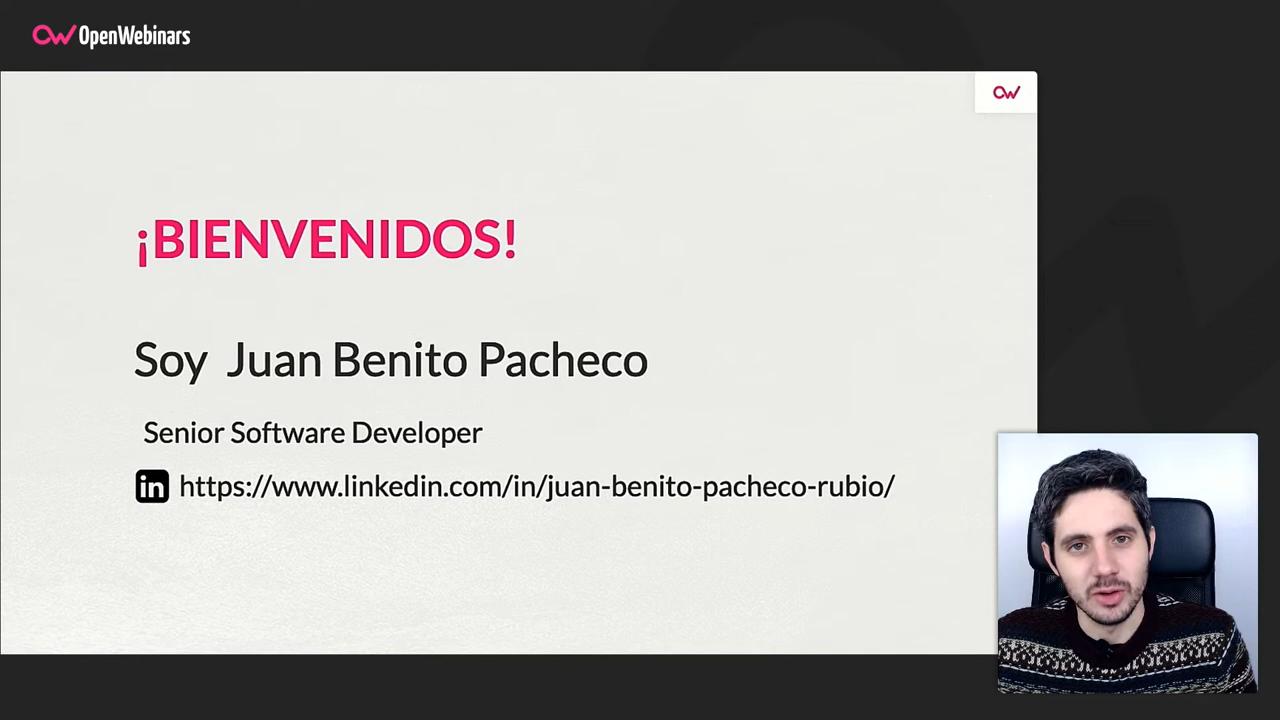 OW OpenWebinars
OW
¡BIENVENIDOS!
Soy Juan Benito Pacheco
Senior Software Developer
in https://www.linkedin.com/in/juan-benito-pacheco-rubio/